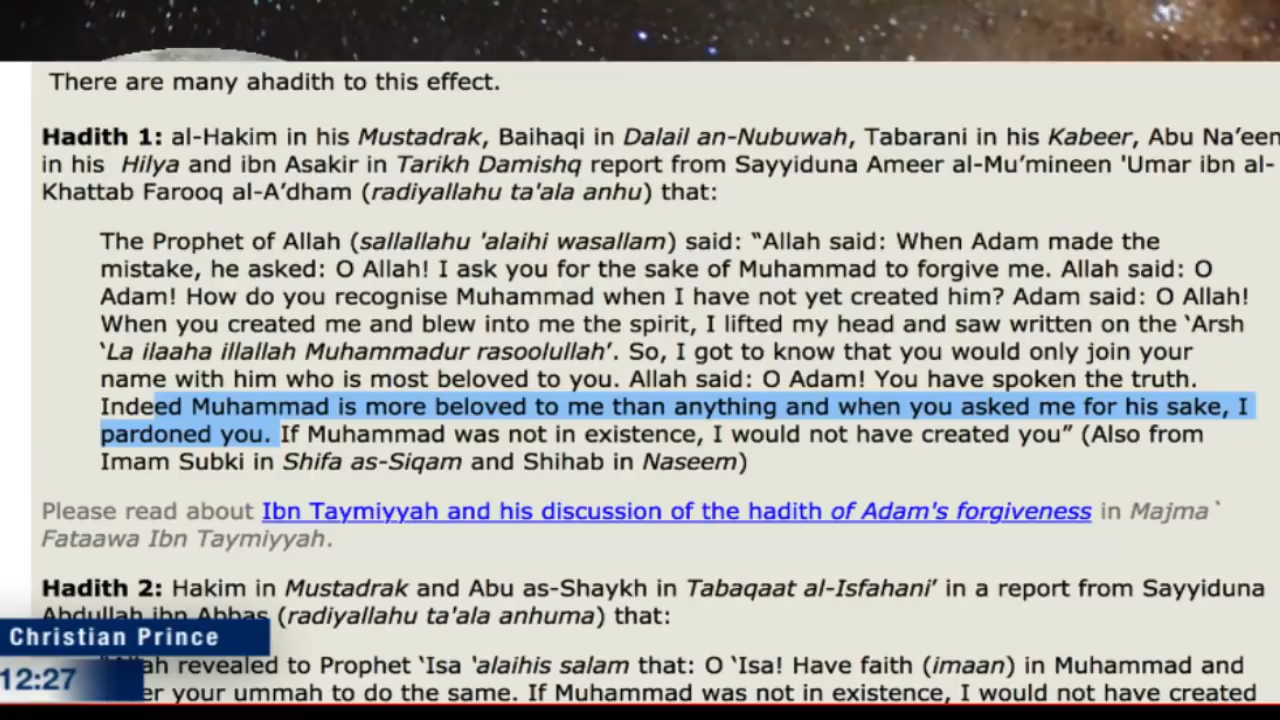 There are many ahadith to this effect.
Hadith 1: al-Hakim in his Mustadrak, Baihaqi in Dalail an-Nubuwah, Tabarani in his Kabeer, Abu Na’een
in his Hilya and ibn Asakir in Tarikh Damishq report from Sayyiduna Ameer al-Mu’mineen 'Umar ibn al-
Khattab Farooq al-A’dham (radiyallahu ta'ala anhu) that:
The Prophet of Allah (sallallahu 'alaihi wasallam) said: “Allah said: When Adam made the
mistake, he asked: O Allah! I ask you for the sake of Muhammad to forgive me. Allah said: O
Adam! How do you recognise Muhammad when I have not yet created him? Adam said: O Allah!
When you created me and blew into me the spirit, I lifted my head and saw written on the ‘Arsh
‘La ilaaha illallah Muhammadur rasoolullah’. So, I got to know that you would only join your
name with him who is most beloved to you. Allah said: O Adam! You have spoken the truth.
Indeed Muhammad is more beloved to me than anything and when you asked me for his sake, I
pardoned you. If Muhammad was not in existence, I would not have created you” (Also from
Imam Subki in Shifa as-Siqam and Shihab in Naseem)
Please read about Ibn Taymiyyah and his discussion of the hadith of Adam's forgiveness in Majma`
Fataawa Ibn Taymiyyah.
Hadith 2: Hakim in Mustadrak and Abu as-Shaykh in Tabaqaat al-Isfahani’ in a report from Sayyiduna
Abdullah ibn Abbas (radiyallahu ta'ala anhuma) that:
Christian Prince
revealed to Prophet ‘Isa 'alaihis salam that: O ‘Isa! Have faith (imaan) in Muhammad and
12:27
your ummah to do the same. If Muhammad was not in existence, I would not have created